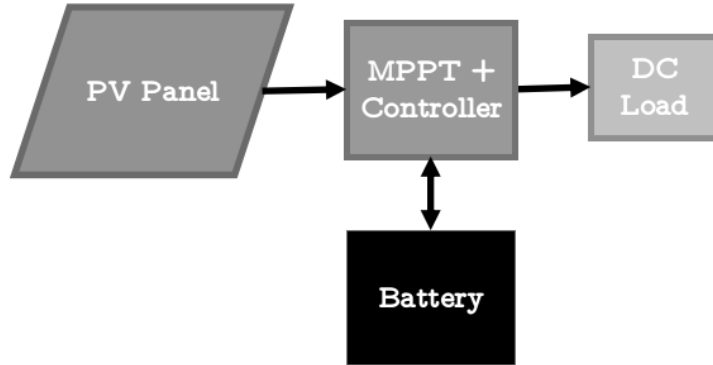 PV Panel
MPPT +
Controller
DC
Load
Battery